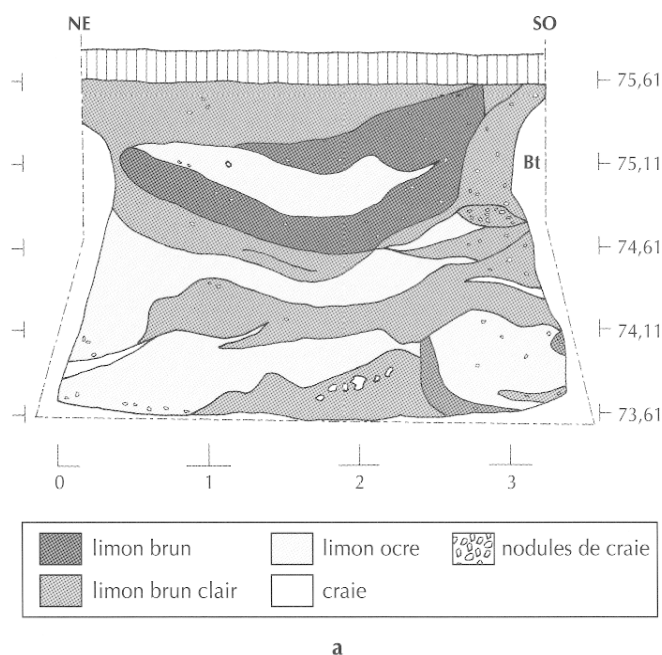 NE SO
75,61
75,11
Bt
74,61
74,11
73,61
0 1 2 3
limon brun limon ocre nodules de craie
limon brun clair craie
a